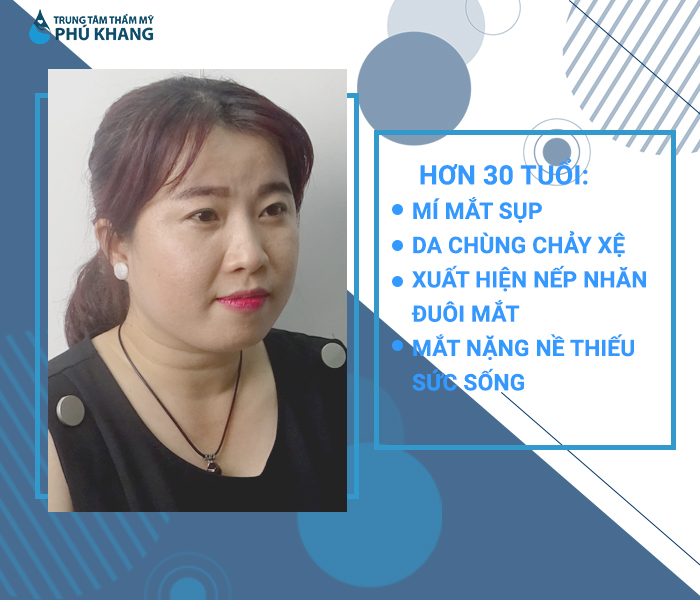 TRUNG TÂM THẨM MỸ
PHÚ KHANG
HƠN 30 TUỔI:
MÍ MẮT SỤP
DA CHÙNG CHẢY XỆ
XUẤT HIỆN NẾP NHĂN
ĐUÔI MẮT
MẮT NẶNG NỀ THIẾU
SỨC SỐNG